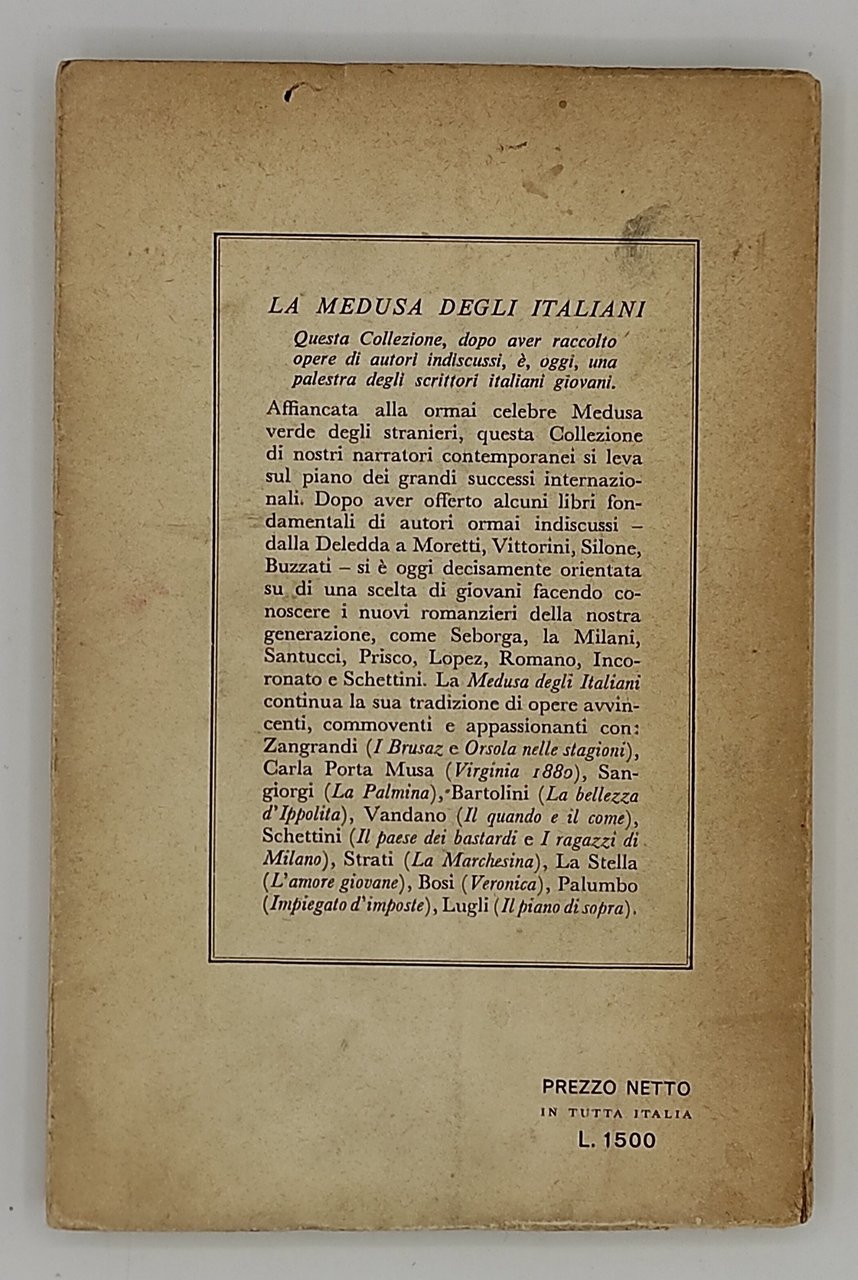 LA MEDUSA DEGLI ITALIANI
Questa Collezione, dopo aver raccolto
opere di autori indiscussi, è, oggi, una
palestra degli scrittori italiani giovani.
Affiancata alla ormai celebre Medusa
verde degli stranieri, questa Collezione
di nostri narratori contemporanei si leva
sul piano dei grandi successi internazio-
nali. Dopo aver offerto alcuni libri fon-
damentali di autori ormai indiscussi –
dalla Deledda a Moretti, Vittorini, Silone,
Buzzati – si è oggi decisamente orientata
su di una scelta di giovani facendo co-
noscere i nuovi romanzieri della nostra
generazione, come Seborga, la Milani,
Santucci, Prisco, Lopez, Romano, Inco-
ronato e Schettini. La Medusa degli Italiani
continua la sua tradizione di opere avvin-
centi, commoventi e appassionanti con:
Zangrandi (I Brusaz e Orsola nelle stagioni),
Carla Porta Musa (Virginia 1880), San-
giorgi (La Palmina), Bartolini (La bellezza
d'Ippolita), Vandano (Il quando e il come),
Schettini (Il paese dei bastardi e I ragazzi di
Milano), Strati (La Marchesina), La Stella
(L'amore giovane), Bosi (Veronica), Palumbo
(Impiegato d'imposte), Lugli (Il piano di sopra).
PREZZO NETTO
IN TUTTA ITALIA
L. 1500